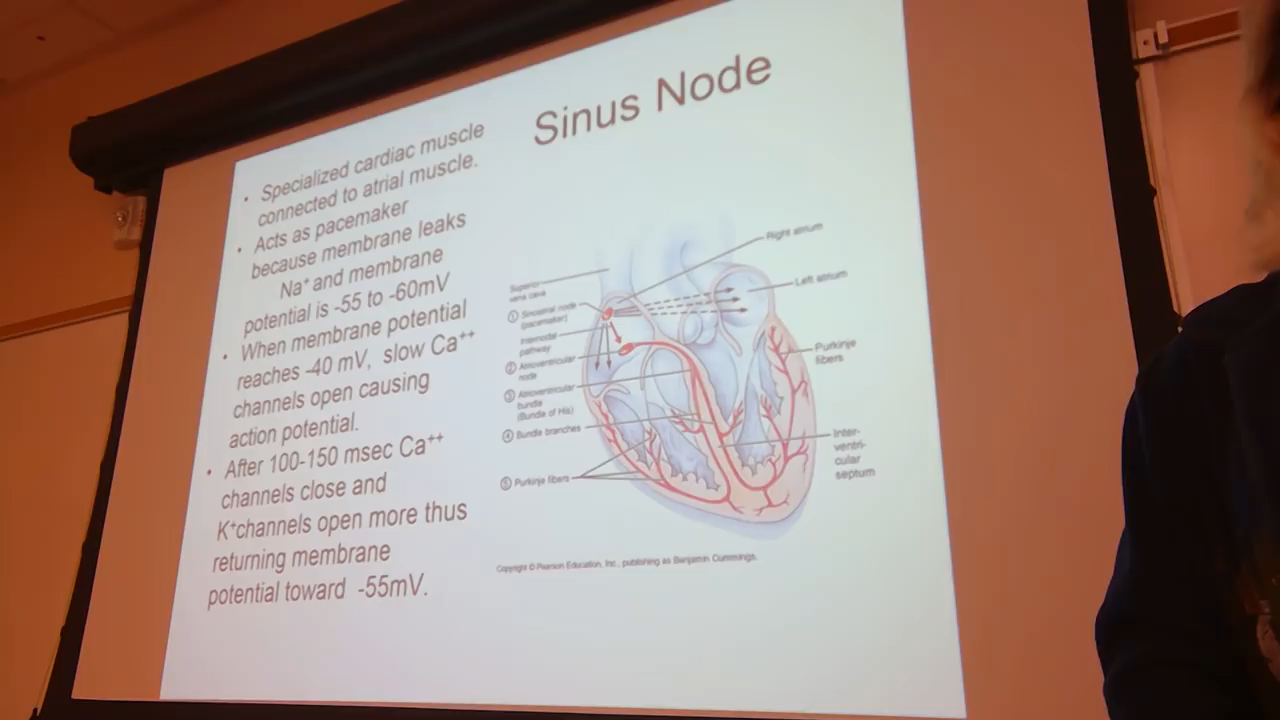 Sinus Node
• Specialized cardiac muscle
connected to atrial muscle.
• Acts as pacemaker
because membrane leaks
Na⁺ and membrane
potential is -55 to -60mV
• When membrane potential
reaches -40 mV, slow Ca⁺⁺
channels open causing
action potential.
• After 100-150 msec Ca⁺⁺
channels close and
K⁺channels open more thus
returning membrane
potential toward -55mV.
Right atrium
Left atrium
Superior
vena cava
① Sinoatrial node
(pacemaker)
Internodal
pathway
② Atrioventricular
node
③ Atrioventricular
bundle
(Bundle of His)
④ Bundle branches
⑤ Purkinje fibers
Purkinje
fibers
Inter-
ventri-
cular
septum
Copyright © Pearson Education, Inc., publishing as Benjamin Cummings.